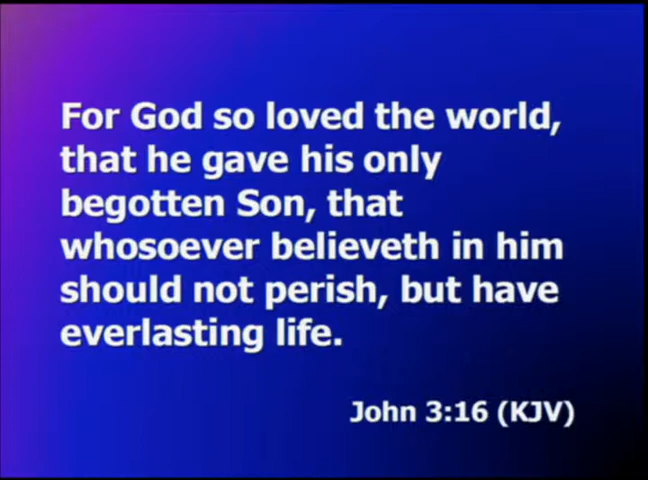 For God so loved the world,
that he gave his only
begotten Son, that
whosoever believeth in him
should not perish, but have
everlasting life.
John 3:16 (KJV)